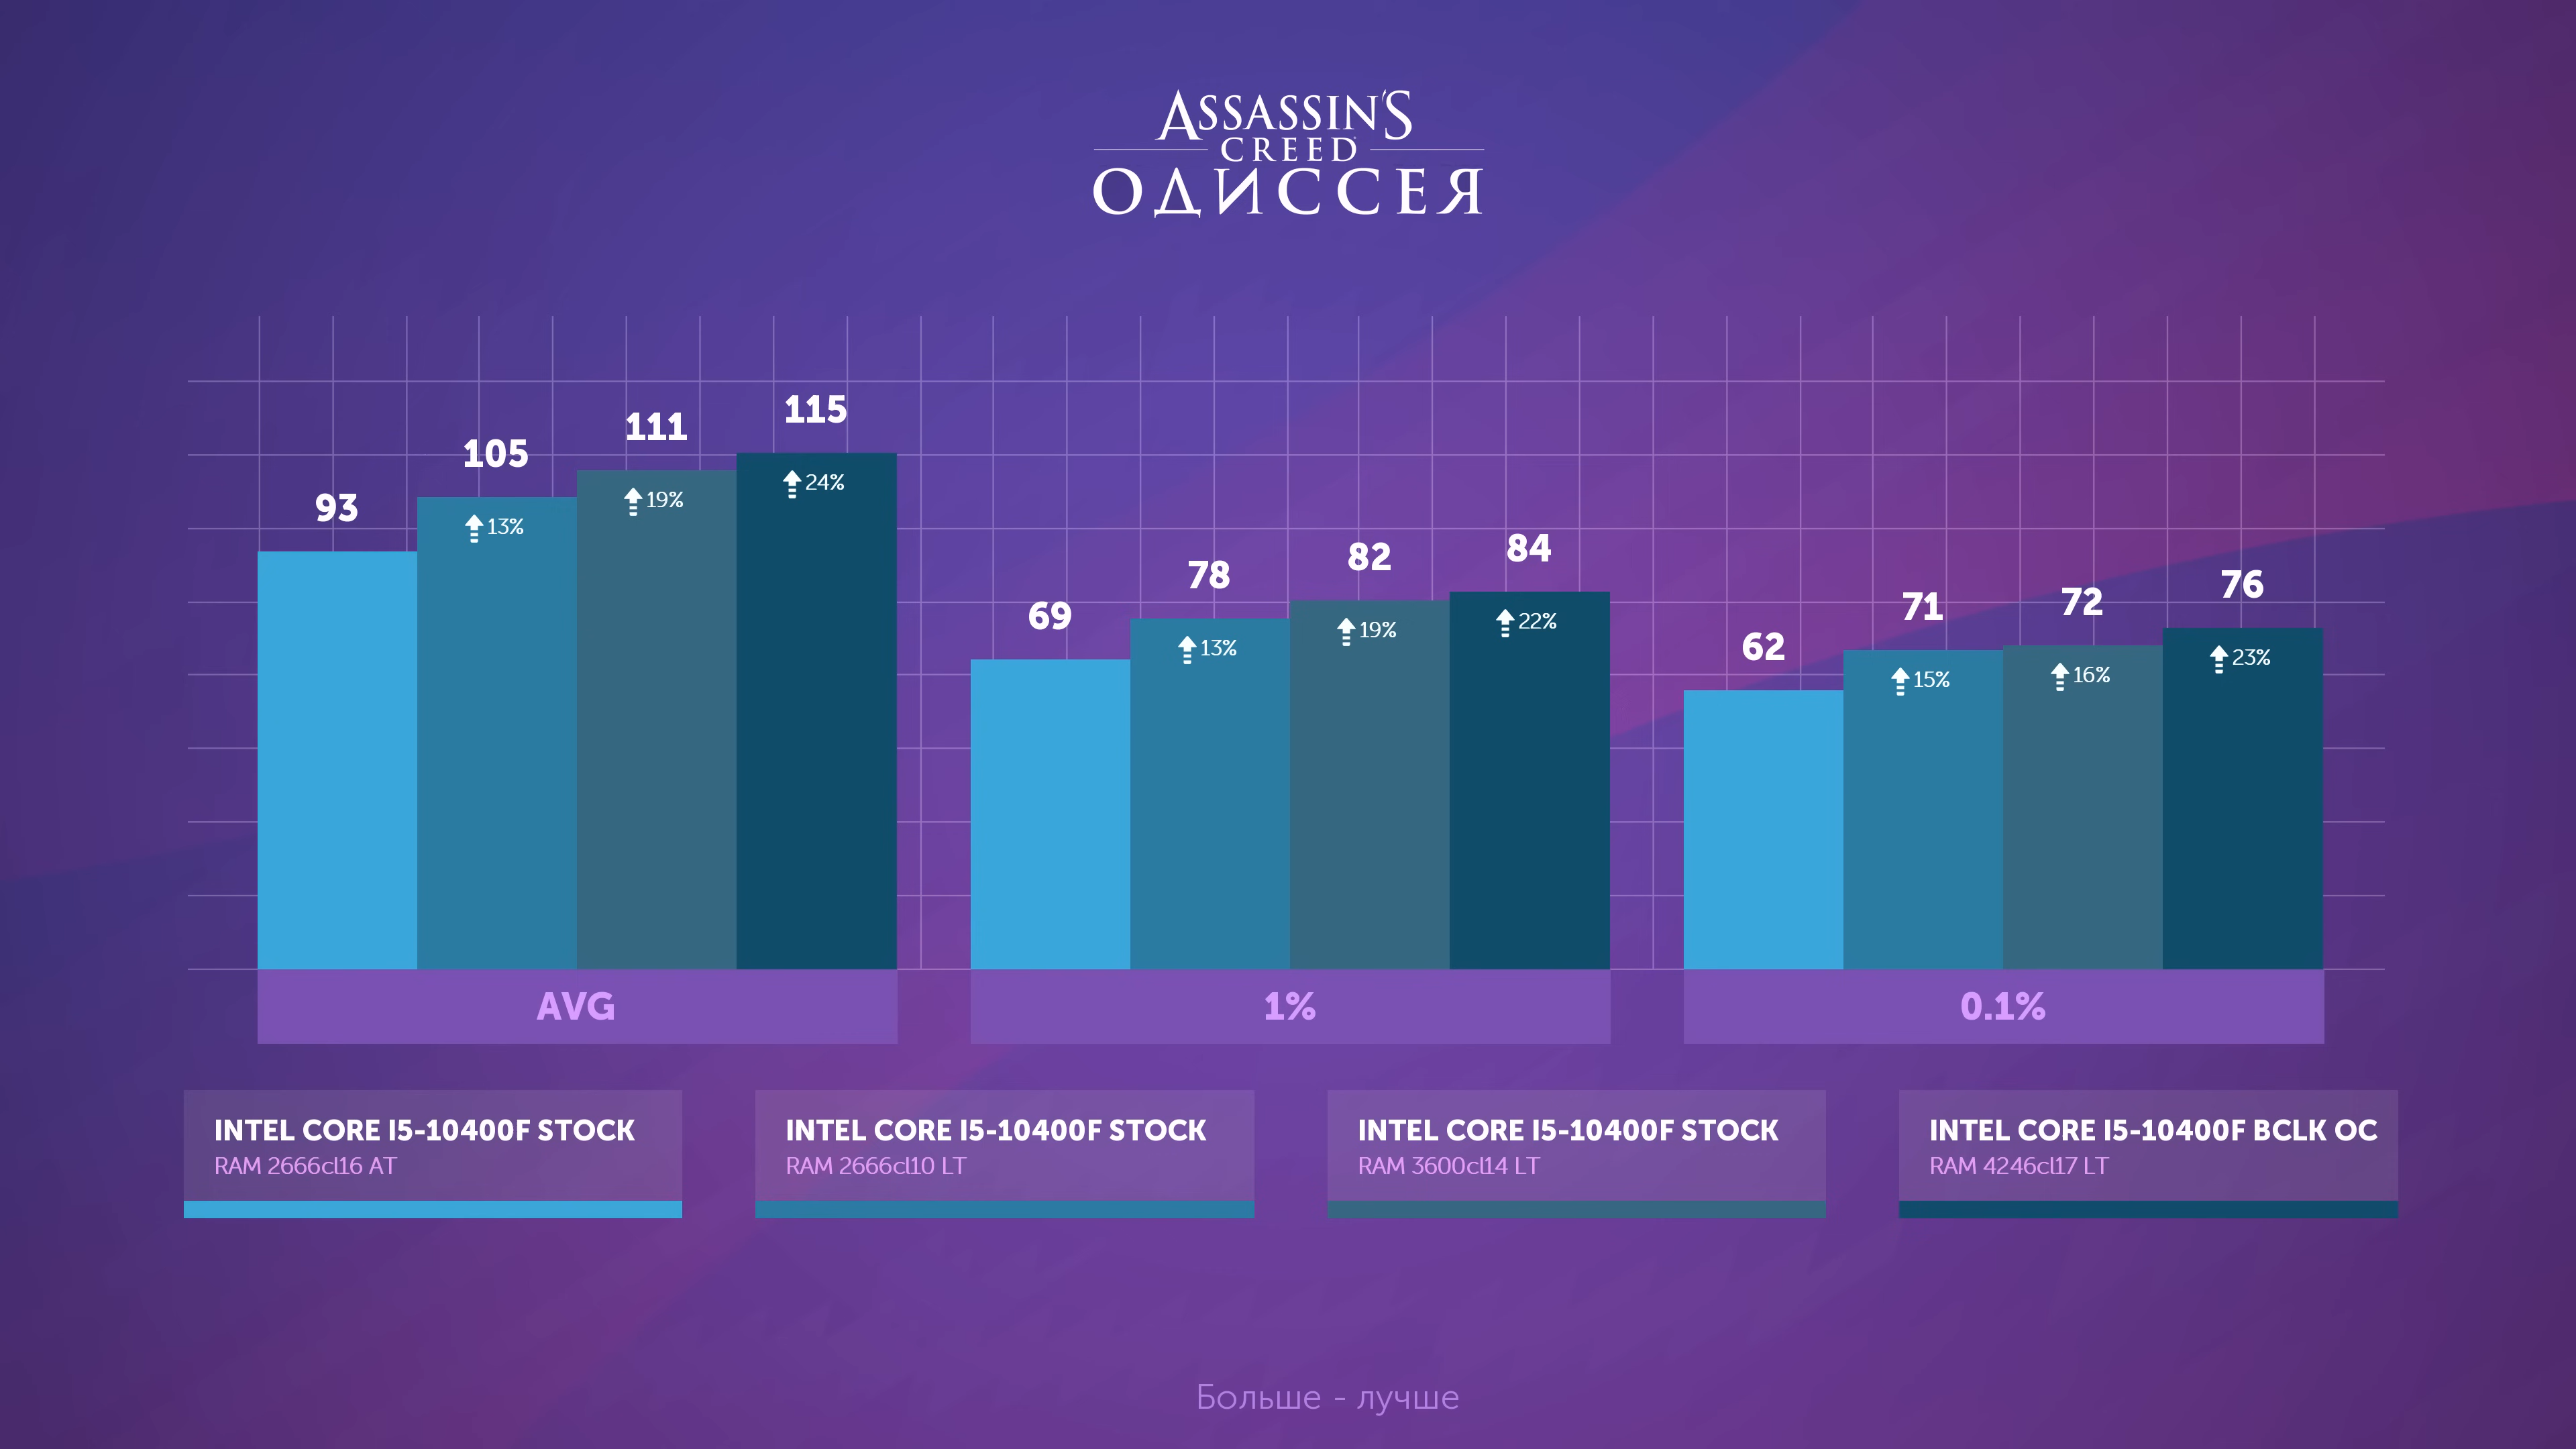 ASSASSIN'S
CREED
ОДИССЕЯ
93
105
111
115
13%
19%
24%
69
78
82
84
13%
19%
22%
62
71
72
76
15%
16%
23%
AVG
1%
0.1%
INTEL CORE I5-10400F STOCK
RAM 2666cl16 AT
INTEL CORE I5-10400F STOCK
RAM 2666cl10 LT
INTEL CORE I5-10400F STOCK
RAM 3600cl14 LT
INTEL CORE I5-10400F BCLK OC
RAM 4246cl17 LT
Больше - лучше